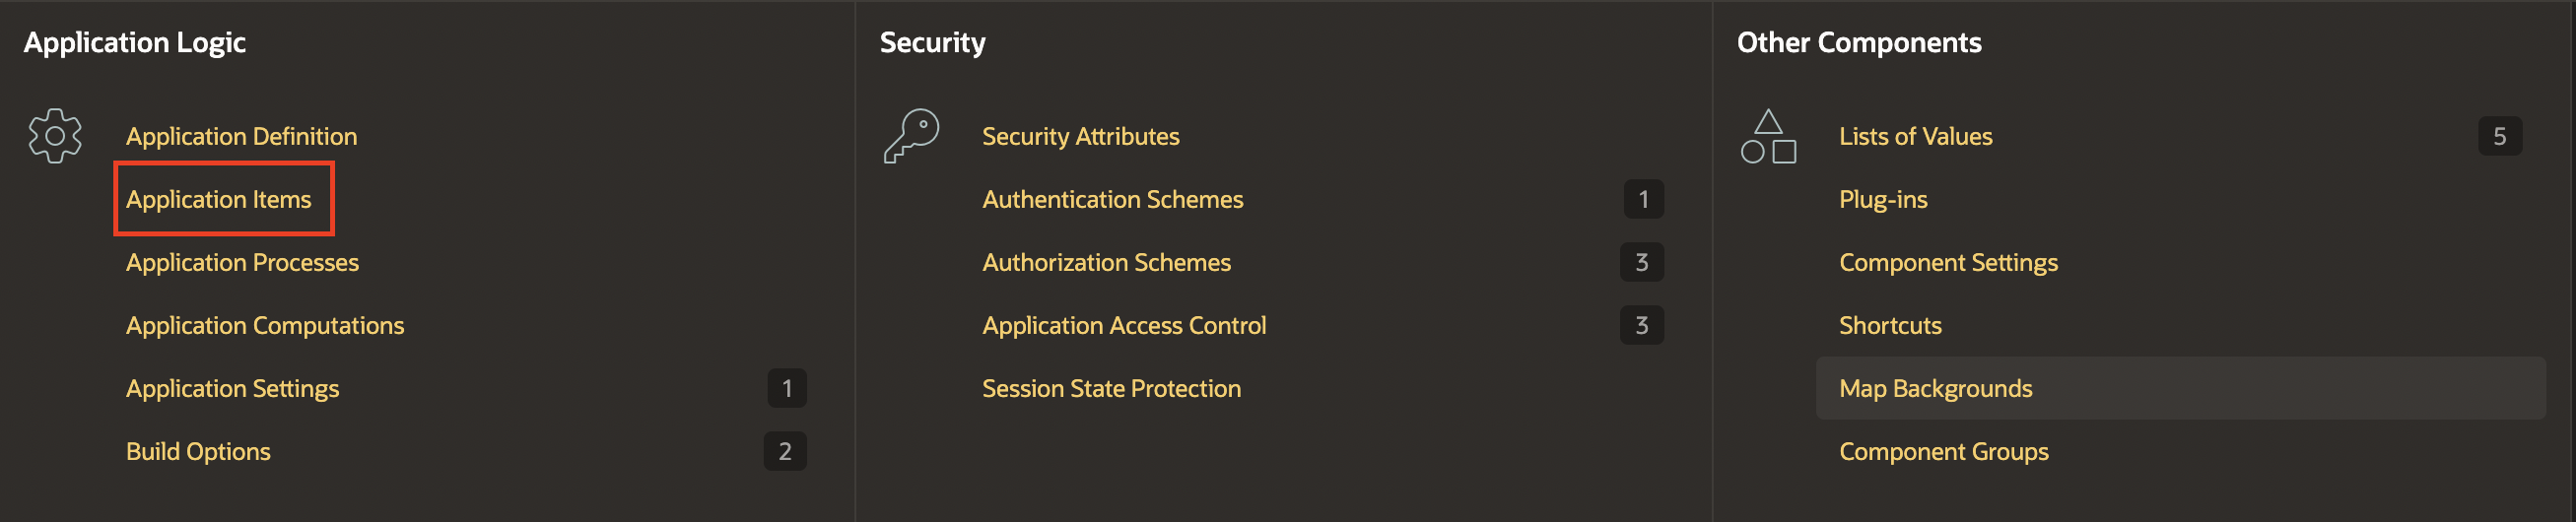 Application Logic
Application Definition
Application Items
Application Processes
Application Computations
Application Settings 1
Build Options 2
Security
Security Attributes
Authentication Schemes 1
Authorization Schemes 3
Application Access Control 3
Session State Protection
Other Components
Lists of Values 5
Plug-ins
Component Settings
Shortcuts
Map Backgrounds
Component Groups